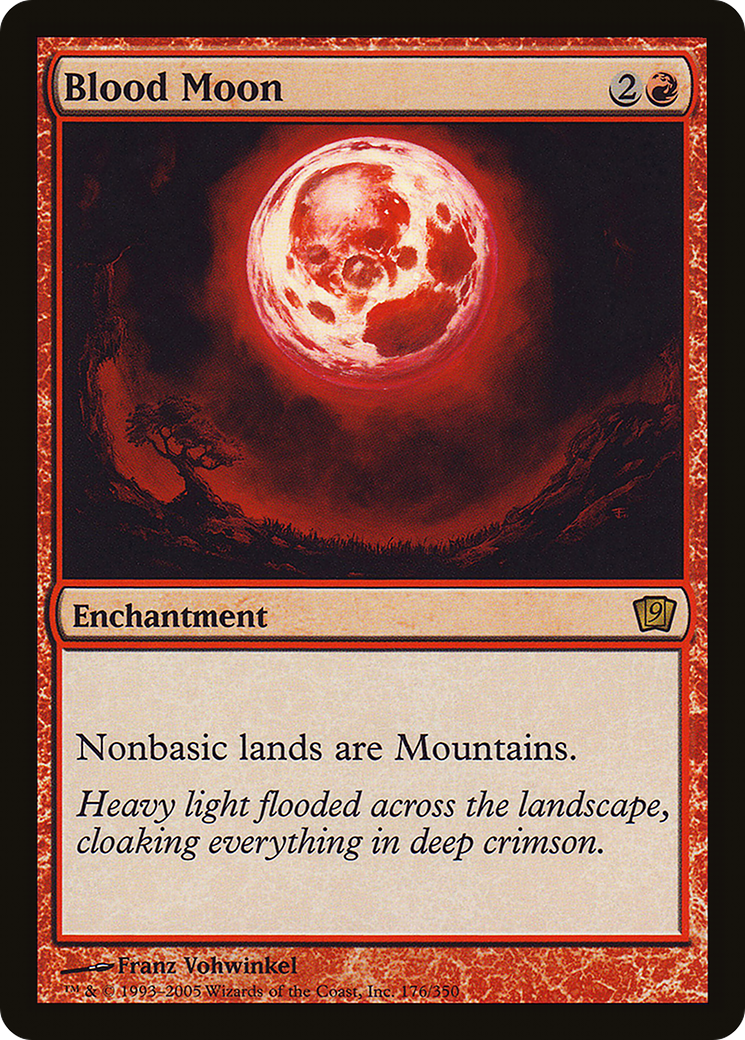 Blood Moon 2
Enchantment 9
Nonbasic lands are Mountains.
Heavy light flooded across the landscape,
cloaking everything in deep crimson.
Franz Vohwinkel
™ & © 1993–2005 Wizards of the Coast, Inc. 176/350